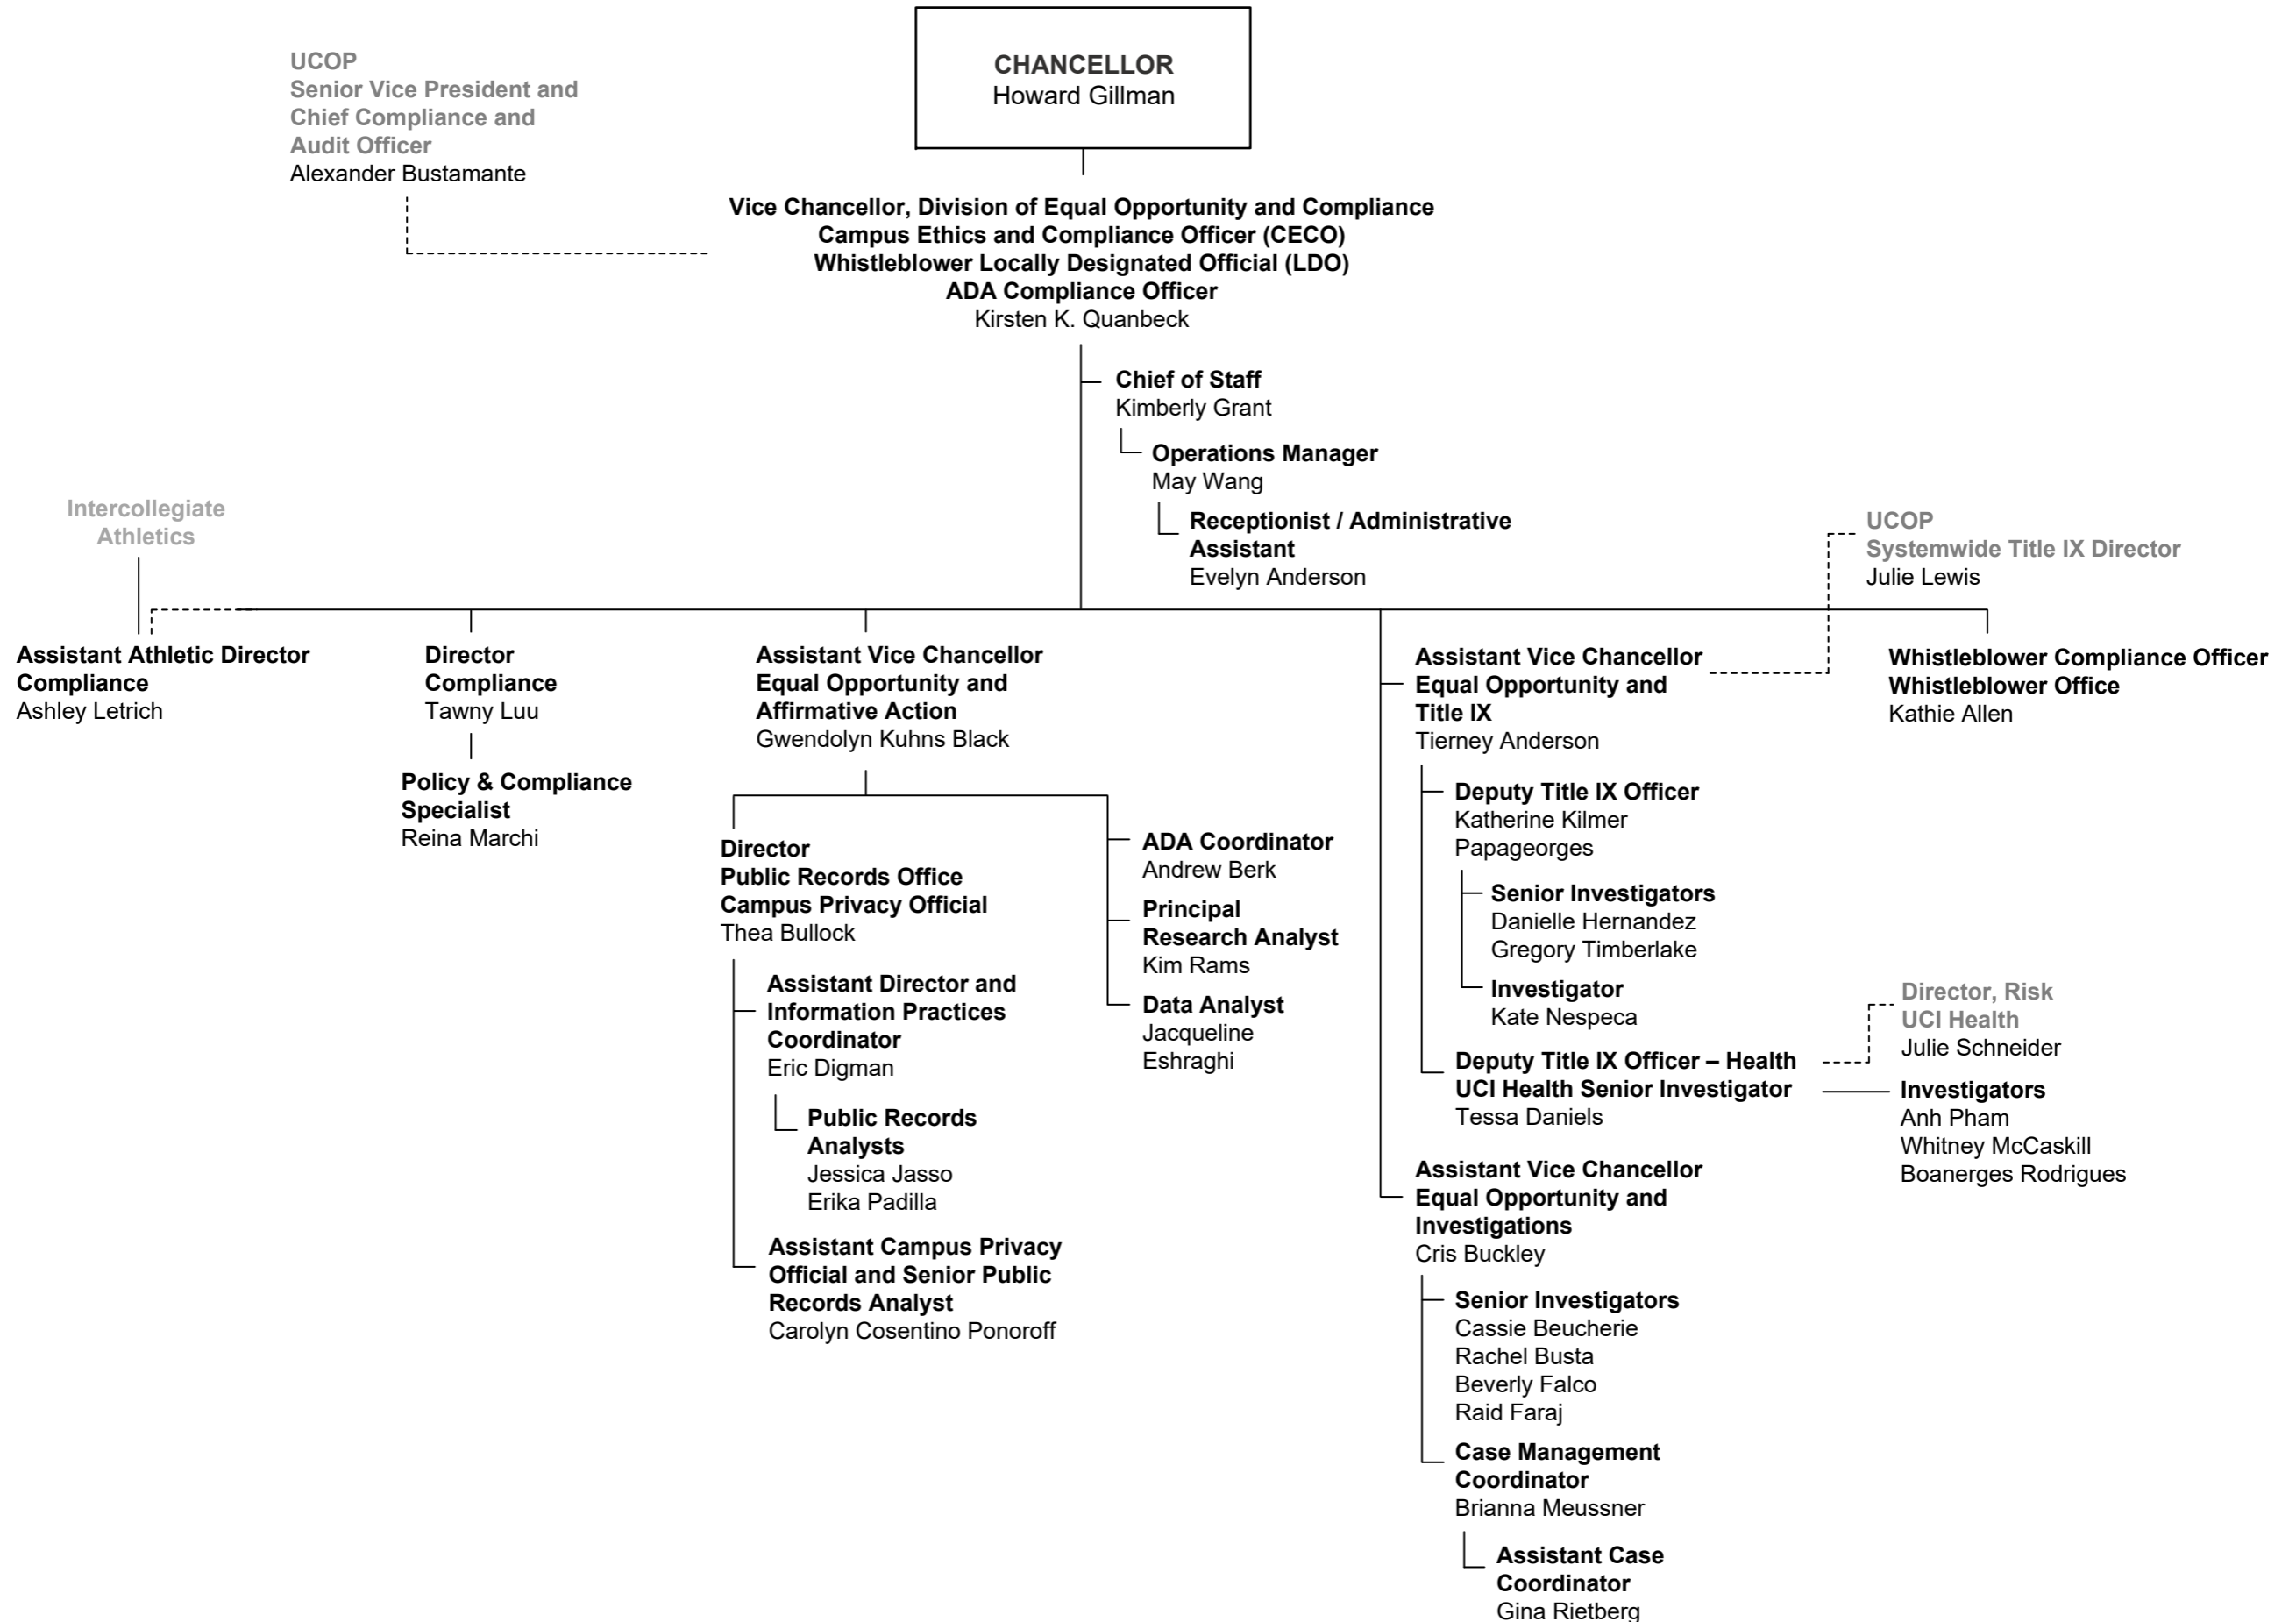 UCOP
Senior Vice President and
Chief Compliance and
Audit Officer
Alexander Bustamante
CHANCELLOR
Howard Gillman
Vice Chancellor, Division of Equal Opportunity and Compliance
Campus Ethics and Compliance Officer (CECO)
Whistleblower Locally Designated Official (LDO)
ADA Compliance Officer
Kirsten K. Quanbeck
Chief of Staff
Kimberly Grant
Operations Manager
May Wang
Receptionist / Administrative
Assistant
Evelyn Anderson
Intercollegiate
Athletics
UCOP
Systemwide Title IX Director
Julie Lewis
Assistant Athletic Director
Compliance
Ashley Letrich
Director
Compliance
Tawny Luu
Policy & Compliance
Specialist
Reina Marchi
Assistant Vice Chancellor
Equal Opportunity and
Affirmative Action
Gwendolyn Kuhns Black
Director
Public Records Office
Campus Privacy Official
Thea Bullock
Assistant Director and
Information Practices
Coordinator
Eric Digman
Public Records
Analysts
Jessica Jasso
Erika Padilla
Assistant Campus Privacy
Official and Senior Public
Records Analyst
Carolyn Cosentino Ponoroff
ADA Coordinator
Andrew Berk
Principal
Research Analyst
Kim Rams
Data Analyst
Jacqueline
Eshraghi
Assistant Vice Chancellor
Equal Opportunity and
Title IX
Tierney Anderson
Deputy Title IX Officer
Katherine Kilmer
Papageorges
Senior Investigators
Danielle Hernandez
Gregory Timberlake
Investigator
Kate Nespeca
Deputy Title IX Officer – Health
UCI Health Senior Investigator
Tessa Daniels
Director, Risk
UCI Health
Julie Schneider
Investigators
Anh Pham
Whitney McCaskill
Boanerges Rodrigues
Assistant Vice Chancellor
Equal Opportunity and
Investigations
Cris Buckley
Senior Investigators
Cassie Beucherie
Rachel Busta
Beverly Falco
Raid Faraj
Case Management
Coordinator
Brianna Meussner
Assistant Case
Coordinator
Gina Rietberg
Whistleblower Compliance Officer
Whistleblower Office
Kathie Allen